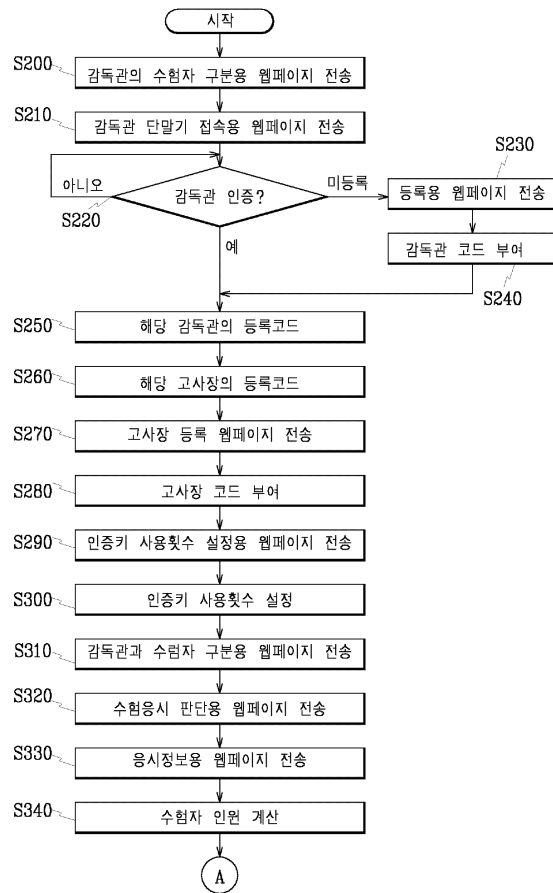 시작
S200 감독관의 수험자 구분용 웹페이지 전송
S210 감독관 단말기 접속용 웹페이지 전송
S230
아니오 감독관 인증? 미등록 등록용 웹페이지 전송
S220
예 감독관 코드 부여
S240
S250 해당 감독관의 등록코드
S260 해당 고사장의 등록코드
S270 고사장 등록 웹페이지 전송
S280 고사장 코드 부여
S290 인증키 사용횟수 설정용 웹페이지 전송
S300 인증키 사용횟수 설정
S310 감독관과 수험자 구분용 웹페이지 전송
S320 수험응시 판단용 웹페이지 전송
S330 응시정보용 웹페이지 전송
S340 수험자 인원 계산
A